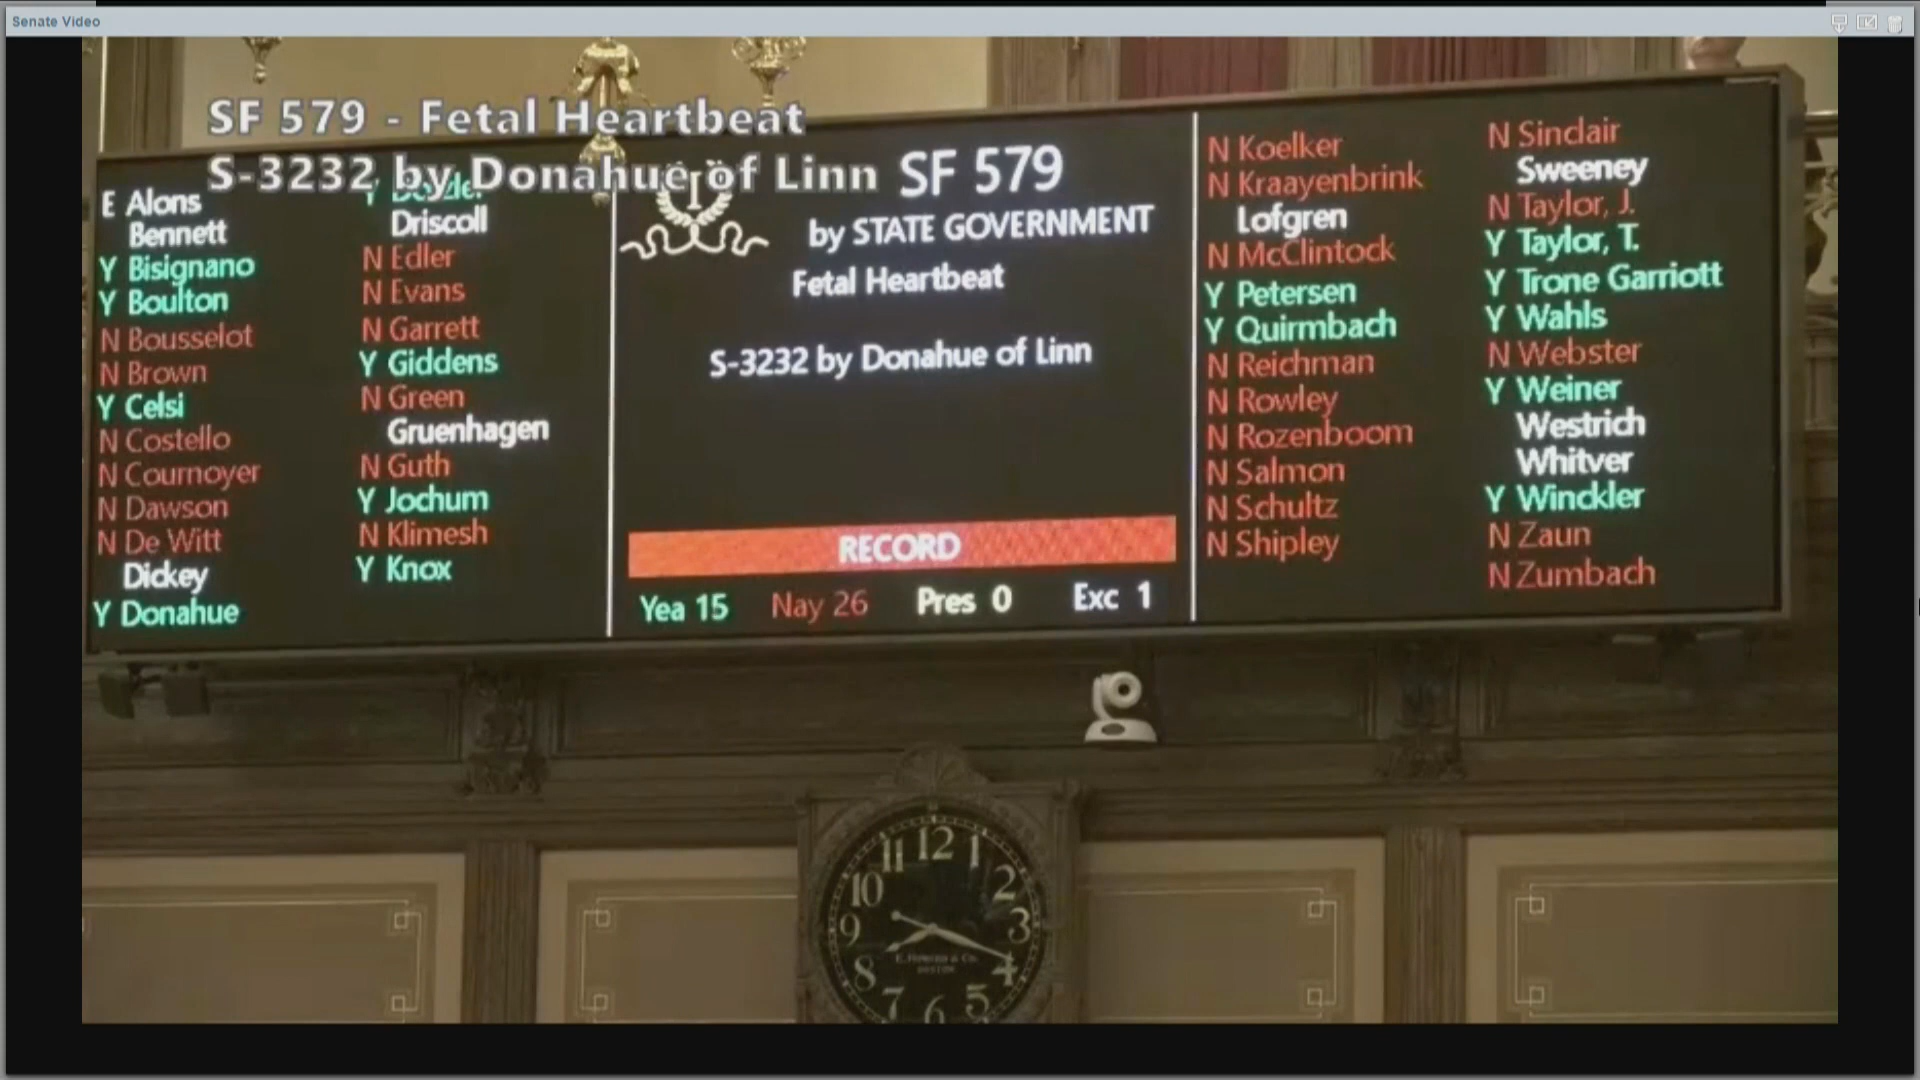 Senate Video
SF 579 - Fetal Heartbeat
S-3232 by Donahue of Linn
E Alons
Bennett
Y Bisignano
Y Boulton
N Bousselot
N Brown
Y Celsi
N Costello
N Cournoyer
N Dawson
N De Witt
Dickey
Y Donahue
Y
Driscoll
N Edler
N Evans
N Garrett
Y Giddens
N Green
Gruenhagen
N Guth
Y Jochum
N Klimesh
Y Knox
SF 579
by STATE GOVERNMENT
Fetal Heartbeat
S-3232 by Donahue of Linn
RECORD
Yea 15 Nay 26 Pres 0 Exc 1
N Koelker
N Kraayenbrink
Lofgren
N McClintock
Y Petersen
Y Quirmbach
N Reichman
N Rowley
N Rozenboom
N Salmon
N Schultz
N Shipley
N Sinclair
Sweeney
N Taylor, J.
Y Taylor, T.
Y Trone Garriott
Y Wahls
N Webster
Y Weiner
Westrich
Whitver
Y Winckler
N Zaun
N Zumbach
12
1
2
3
4
5
6
7
8
9
10
11